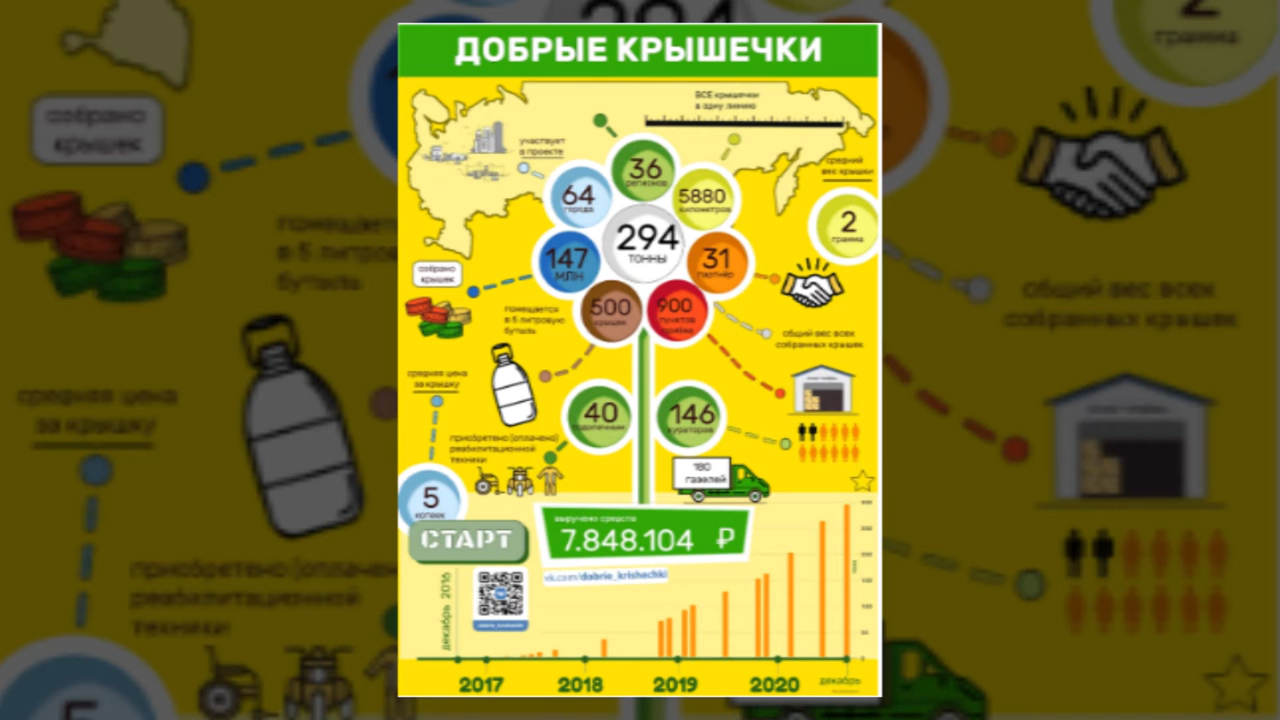 ДОБРЫЕ КРЫШЕЧКИ
ВСЕ крышечки
в одну линию
участвует
в проекте
средний
вес крышки
36
регионов
64
города
5880
километров
2
грамма
294
ТОННЫ
147
МЛН
31
партнёр
собрано
крышек
500
крышек
900
пунктов
приёма
помещается
в 5 литровую
бутыль
общий вес всех
собранных крышек
средняя цена
за крышку
40
подопечным
146
кураторов
приобретено (оплачено)
реабилитационной
техники
180
газелей
5
копеек
СТАРТ
выручено средств
7.848.104 ₽
vk.com/dobrie_krishechki
декабрь 2016
2017
2018
2019
2020
декабрь